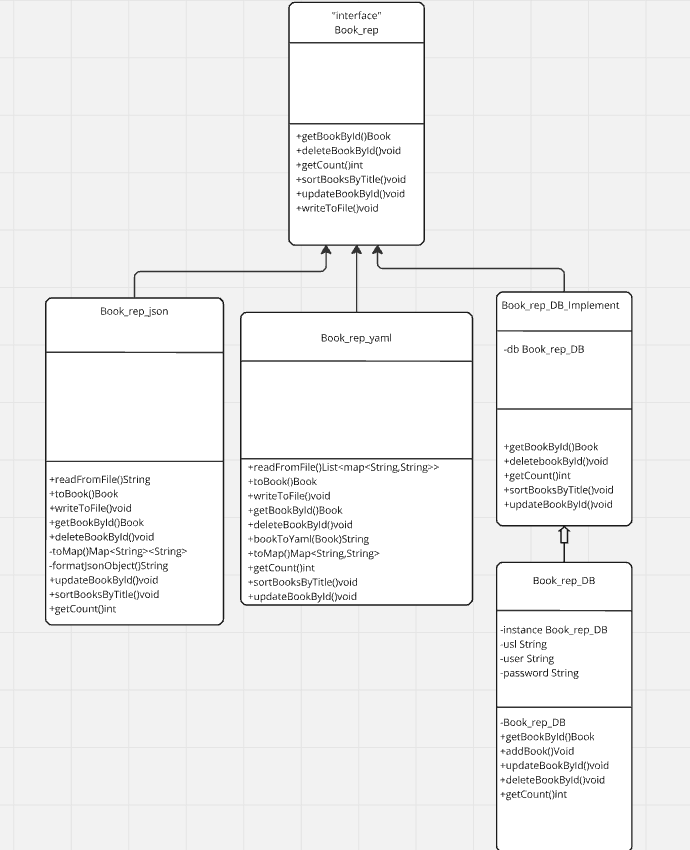 "interface"
Book_rep
+getBookById()Book
+deleteBookById()void
+getCount()int
+sortBooksByTitle()void
+updateBookById()void
+writeToFile()void
Book_rep_json
+readFromFile()String
+toBook()Book
+writeToFile()void
+getBookById()Book
+deleteBookById()void
-toMap()Map<String><String>
-formatJsonObject()String
+updateBookById()void
+sortBooksByTitle()void
+getCount()int
Book_rep_yaml
+readFromFile()List<map<String,String>>
+toBook()Book
+writeToFile()void
+getBookById()Book
+deleteBookById()void
+bookToYaml(Book)String
+toMap()Map<String,String>
+getCount()int
+sortBooksByTitle()void
+updateBookById()void
Book_rep_DB_Implement
-db Book_rep_DB
+getBookById()Book
+deletebookById()void
+getCount()int
+sortBooksByTitle()void
+updateBookById()void
Book_rep_DB
-instance Book_rep_DB
-usl String
-user String
-password String
-Book_rep_DB
+getBookById()Book
+addBook()Void
+updateBookById()void
+deleteBookById()void
+getCount()int